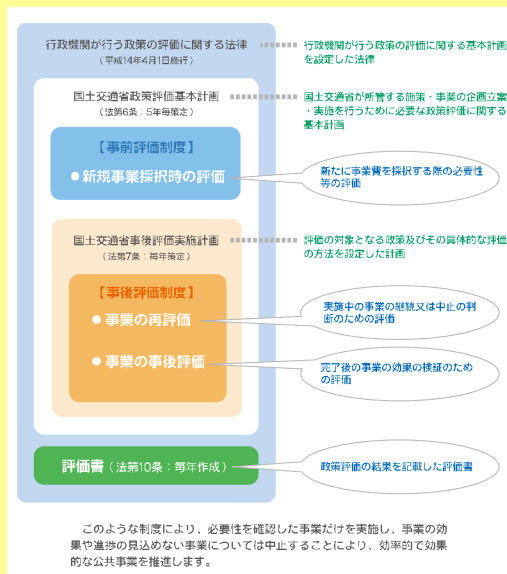 行政機関が行う政策の評価に関する法律
（平成14年4月1日施行）
行政機関が行う政策の評価に関する基本計画
を設定した法律
国土交通省政策評価基本計画
（法第6条：5年毎策定）
国土交通省が所管する施策・事業の企画立案
・実施を行うために必要な政策評価に関する
基本計画
【事前評価制度】
●新規事業採択時の評価
新たに事業費を採択する際の必要性
等の評価
国土交通省事後評価実施計画
（法第7条：毎年策定）
評価の対象となる政策及びその具体的な評価
の方法を設定した計画
【事後評価制度】
●事業の再評価
実施中の事業の継続又は中止の判
断のための評価
●事業の事後評価
完了後の事業の効果の検証のため
の評価
評価書（法第10条：毎年作成）
政策評価の結果を記載した評価書
このような制度により、必要性を確認した事業だけを実施し、事業の効
果や進捗の見込めない事業については中止することにより、効率的で効果
的な公共事業を推進します。